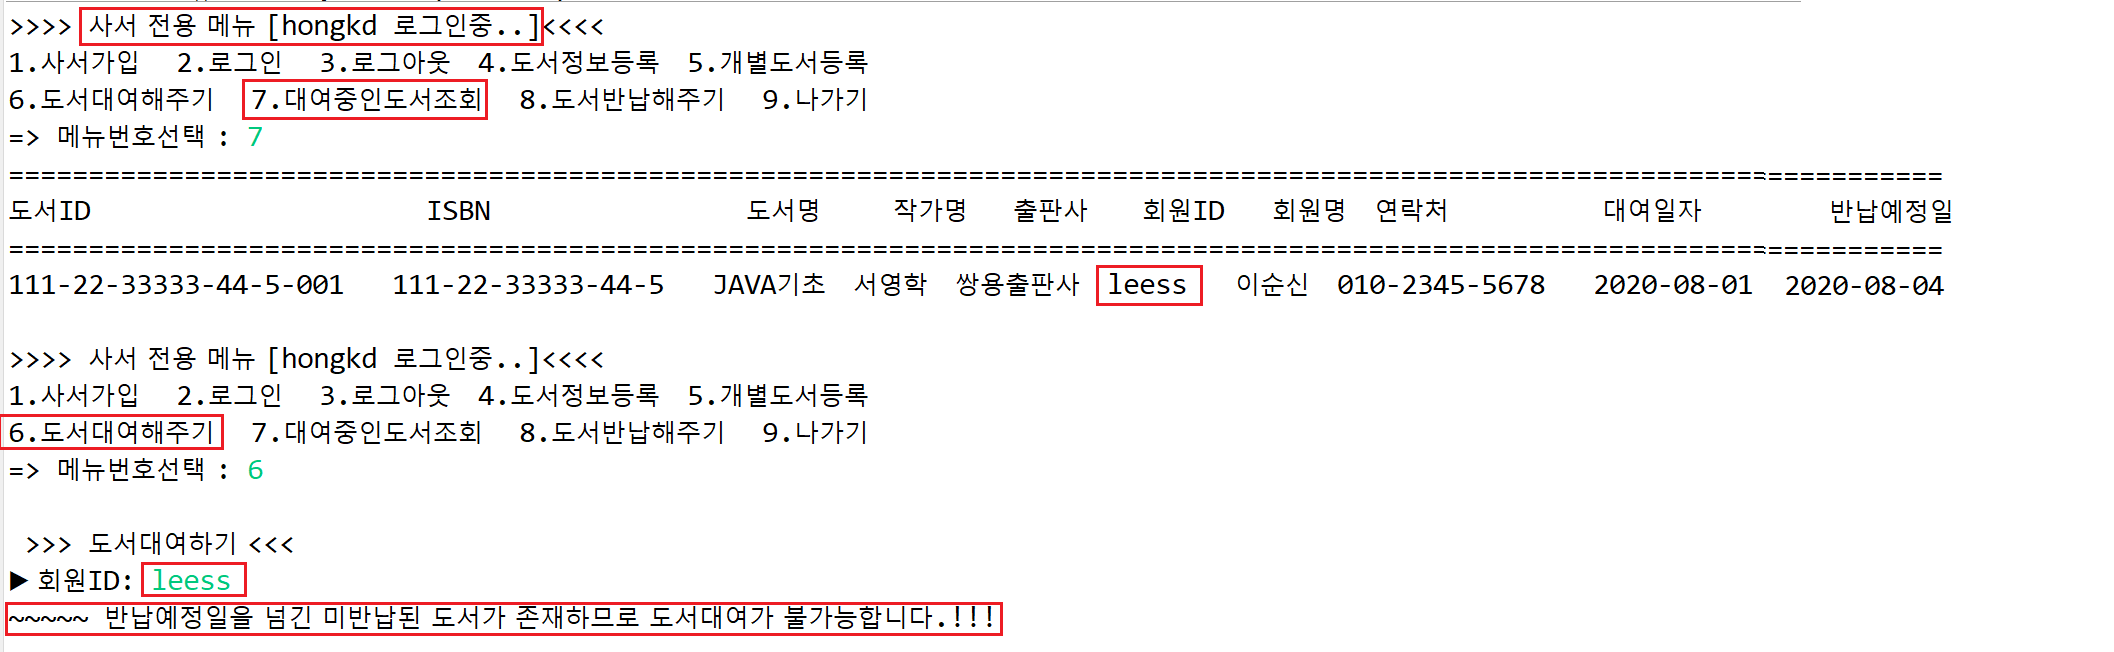 >>>> 사서 전용 메뉴 [hongkd 로그인중..]<<<<
1.사서가입 2.로그인 3.로그아웃 4.도서정보등록 5.개별도서등록
6.도서대여해주기 7.대여중인도서조회 8.도서반납해주기 9.나가기
=> 메뉴번호선택 : 7
=========================================================================================================================
도서ID ISBN 도서명 작가명 출판사 회원ID 회원명 연락처 대여일자 반납예정일
=========================================================================================================================
111-22-33333-44-5-001 111-22-33333-44-5 JAVA기초 서영학 쌍용출판사 leess 이순신 010-2345-5678 2020-08-01 2020-08-04
>>>> 사서 전용 메뉴 [hongkd 로그인중..]<<<<
1.사서가입 2.로그인 3.로그아웃 4.도서정보등록 5.개별도서등록
6.도서대여해주기 7.대여중인도서조회 8.도서반납해주기 9.나가기
=> 메뉴번호선택 : 6
>>> 도서대여하기 <<<
▶ 회원ID: leess
~~~~~ 반납예정일을 넘긴 미반납된 도서가 존재하므로 도서대여가 불가능합니다.!!!